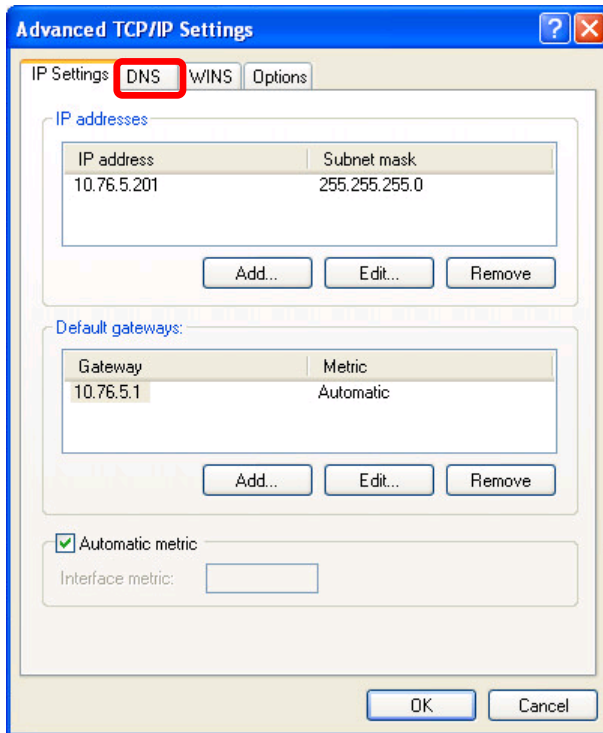 Advanced TCP/IP Settings
IP Settings DNS WINS Options
IP addresses
IP address Subnet mask
10.76.5.201 255.255.255.0
Add... Edit... Remove
Default gateways:
Gateway Metric
10.76.5.1 Automatic
Add... Edit... Remove
Automatic metric
Interface metric:
OK Cancel